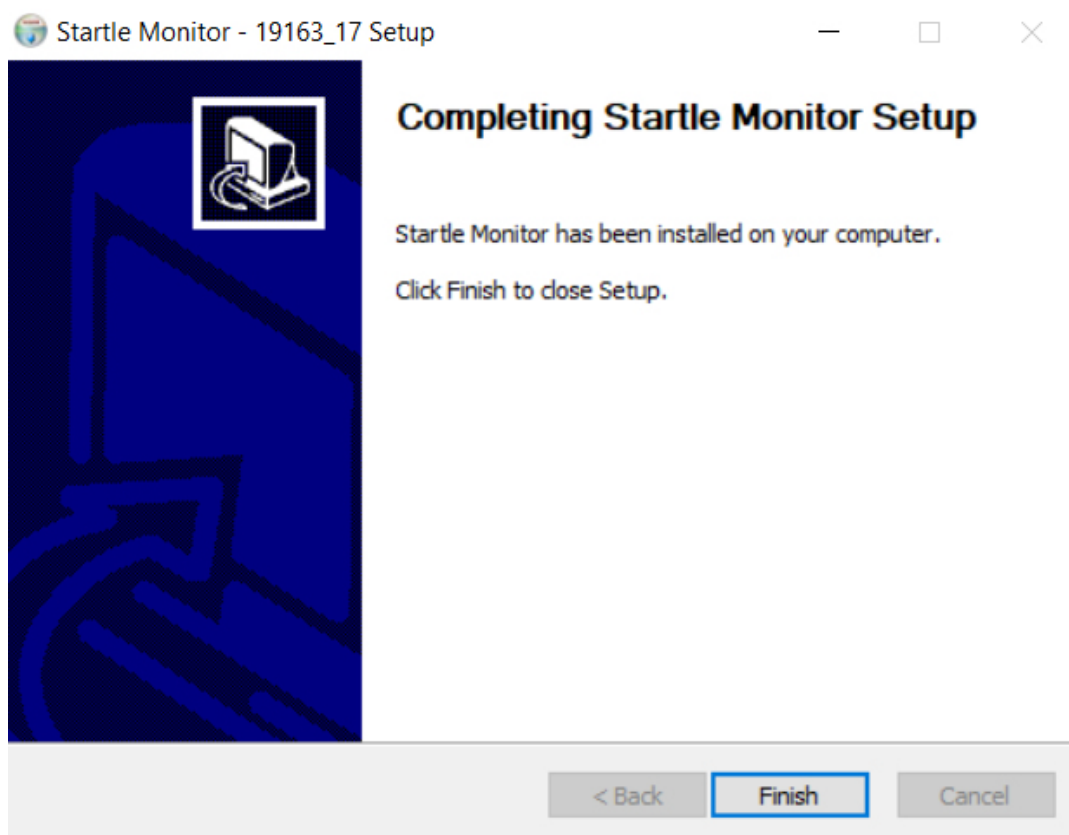 Startle Monitor - 19163_17 Setup
Completing Startle Monitor Setup
Startle Monitor has been installed on your computer.
Click Finish to close Setup.
< Back
Finish
Cancel